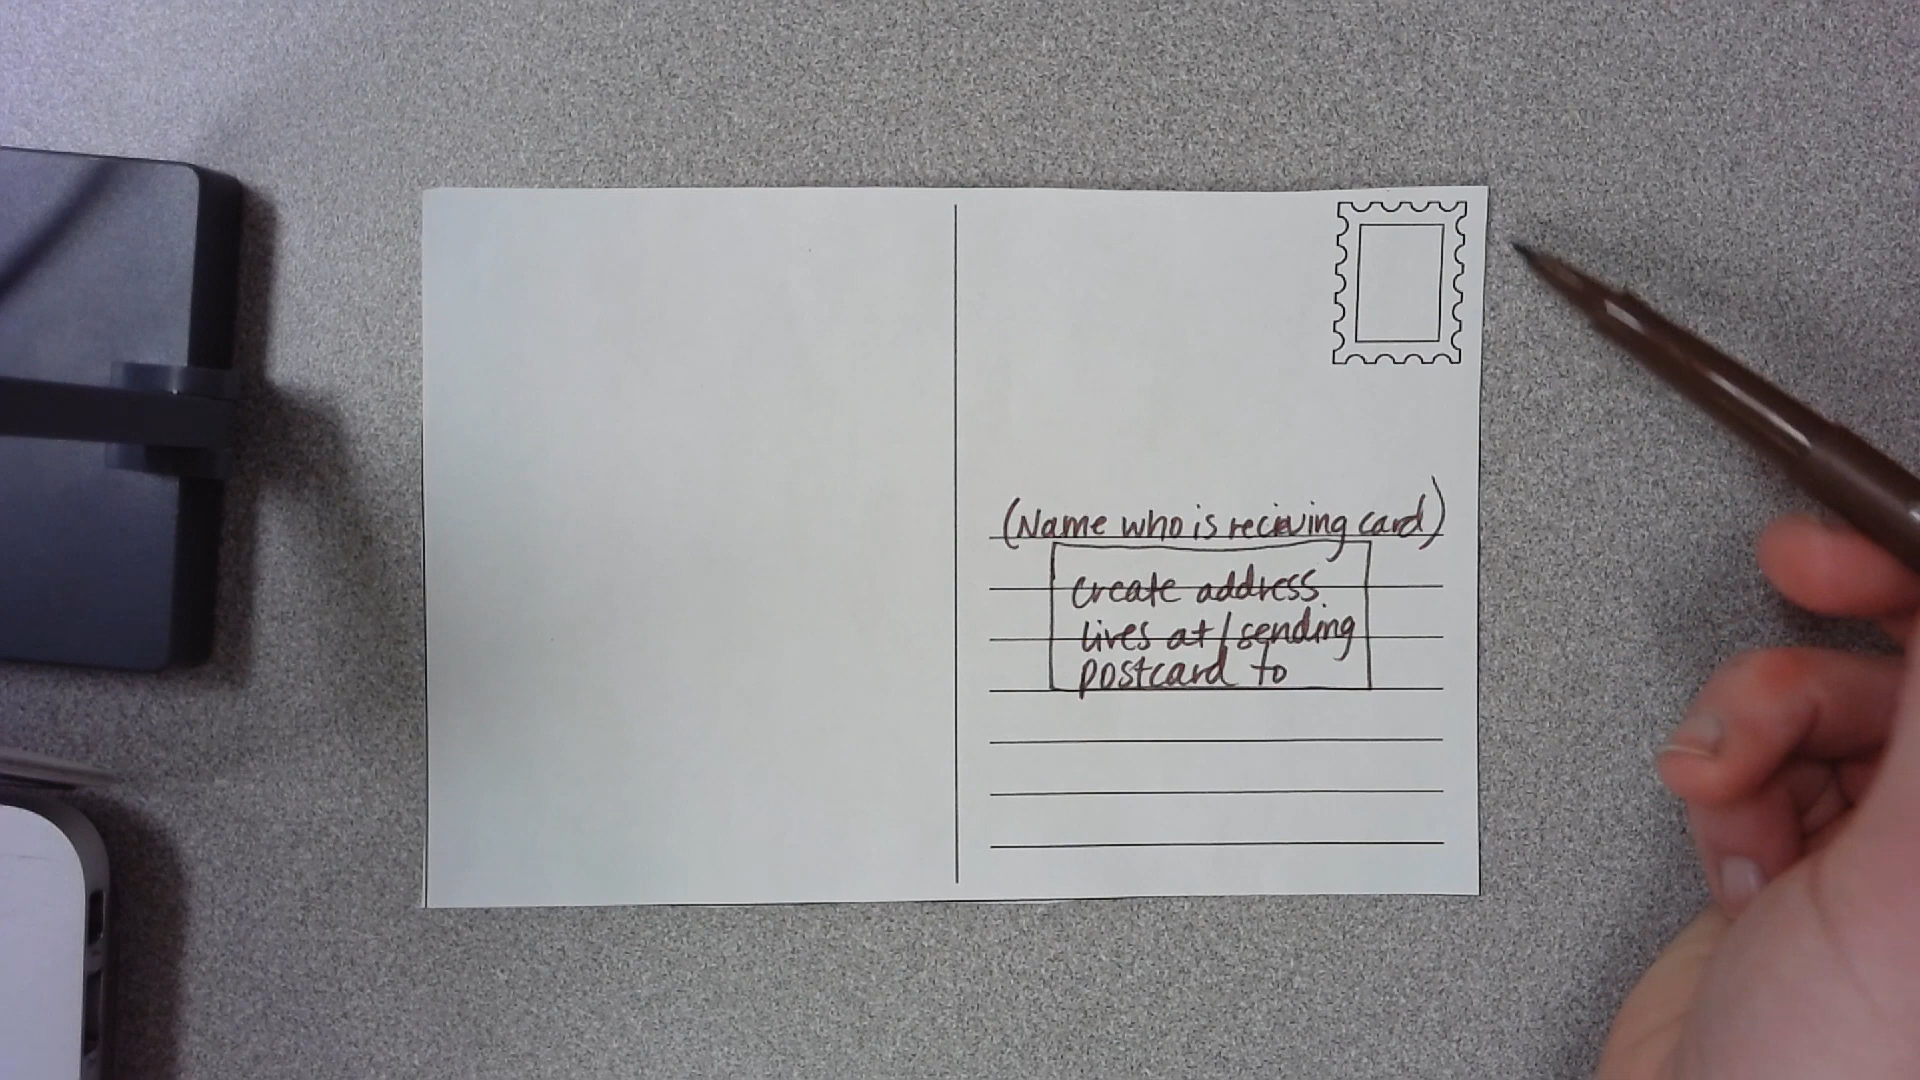 (Name who is recieving card)
create address
lives at/sending
postcard to